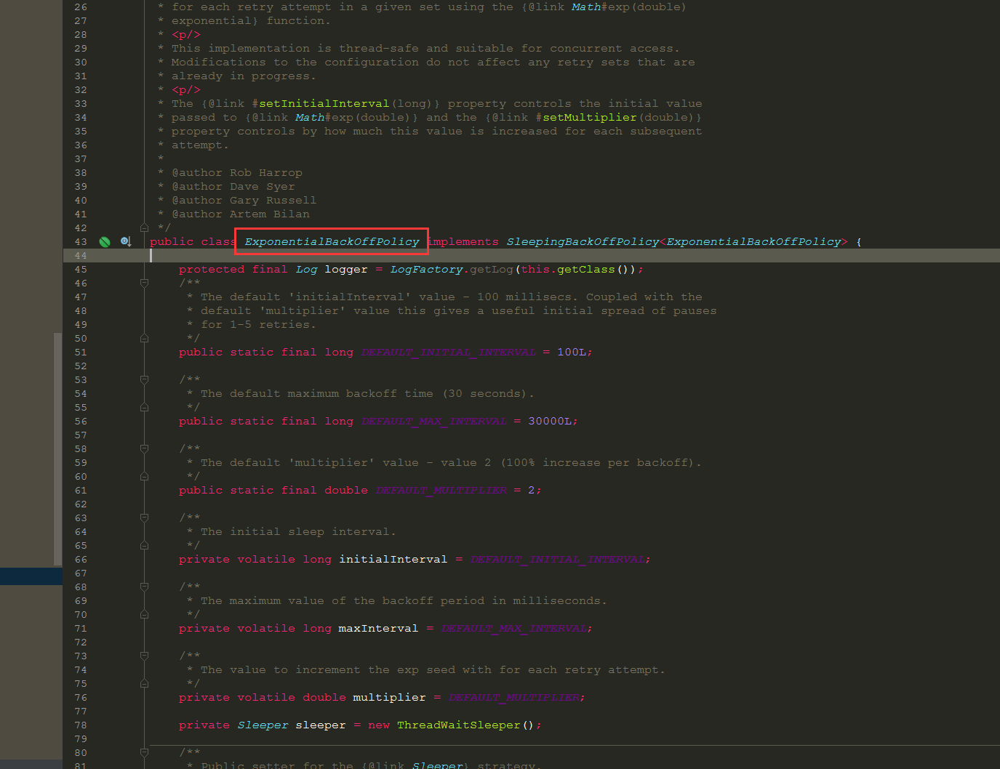 26 * for each retry attempt in a given set using the {@link Math#exp(double)
27 * exponential} function.
28 * <p/>
29 * This implementation is thread-safe and suitable for concurrent access.
30 * Modifications to the configuration do not affect any retry sets that are
31 * already in progress.
32 * <p/>
33 * The {@link #setInitialInterval(long)} property controls the initial value
34 * passed to {@link Math#exp(double)} and the {@link #setMultiplier(double)}
35 * property controls by how much this value is increased for each subsequent
36 * attempt.
37 *
38 * @author Rob Harrop
39 * @author Dave Syer
40 * @author Gary Russell
41 * @author Artem Bilan
42 */
43 public class ExponentialBackOffPolicy implements SleepingBackOffPolicy<ExponentialBackOffPolicy> {
44
45 protected final Log logger = LogFactory.getLog(this.getClass());
46 /**
47 * The default 'initialInterval' value - 100 millisecs. Coupled with the
48 * default 'multiplier' value this gives a useful initial spread of pauses
49 * for 1-5 retries.
50 */
51 public static final long DEFAULT_INITIAL_INTERVAL = 100L;
52
53 /**
54 * The default maximum backoff time (30 seconds).
55 */
56 public static final long DEFAULT_MAX_INTERVAL = 30000L;
57
58 /**
59 * The default 'multiplier' value - value 2 (100% increase per backoff).
60 */
61 public static final double DEFAULT_MULTIPLIER = 2;
62
63 /**
64 * The initial sleep interval.
65 */
66 private volatile long initialInterval = DEFAULT_INITIAL_INTERVAL;
67
68 /**
69 * The maximum value of the backoff period in milliseconds.
70 */
71 private volatile long maxInterval = DEFAULT_MAX_INTERVAL;
72
73 /**
74 * The value to increment the exp seed with for each retry attempt.
75 */
76 private volatile double multiplier = DEFAULT_MULTIPLIER;
77
78 private Sleeper sleeper = new ThreadWaitSleeper();
79
80 /**
81 * Public setter for the {@link Sleeper} strategy.